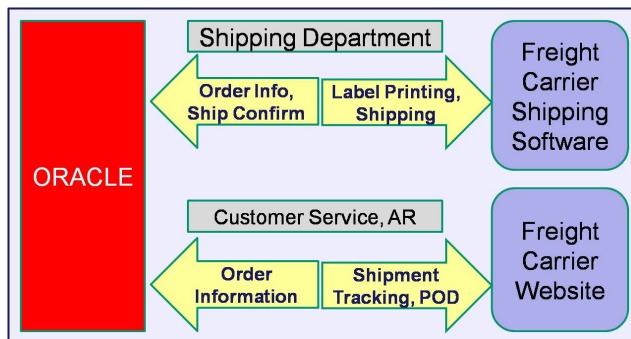 Shipping Department
Order Info,
Ship Confirm
Label Printing,
Shipping
Freight
Carrier
Shipping
Software
ORACLE
Customer Service, AR
Order
Information
Shipment
Tracking, POD
Freight
Carrier
Website